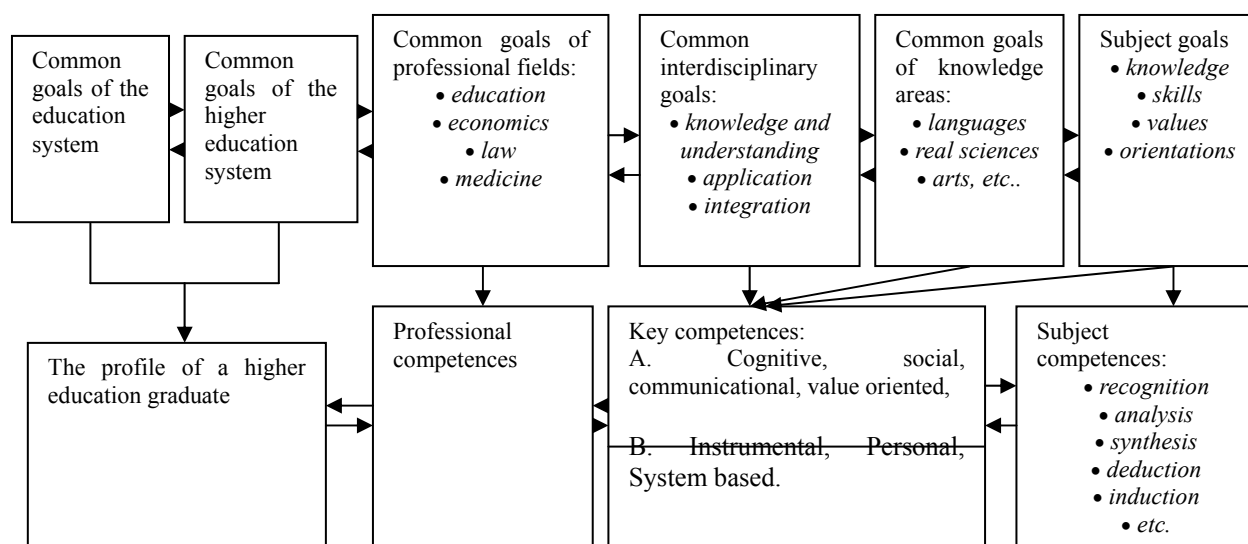 Common
goals of the
education
system
Common
goals of the
higher
education
system
Common goals of
professional fields:
• education
• economics
• law
• medicine
Common
interdisciplinary
goals:
• knowledge and
understanding
• application
• integration
Common goals
of knowledge
areas:
• languages
• real sciences
• arts, etc..
Subject goals
• knowledge
• skills
• values
• orientations
The profile of a higher
education graduate
Professional
competences
Key competences:
A. Cognitive, social,
communicational, value oriented,
B. Instrumental, Personal,
System based.
Subject
competences:
• recognition
• analysis
• synthesis
• deduction
• induction
• etc.